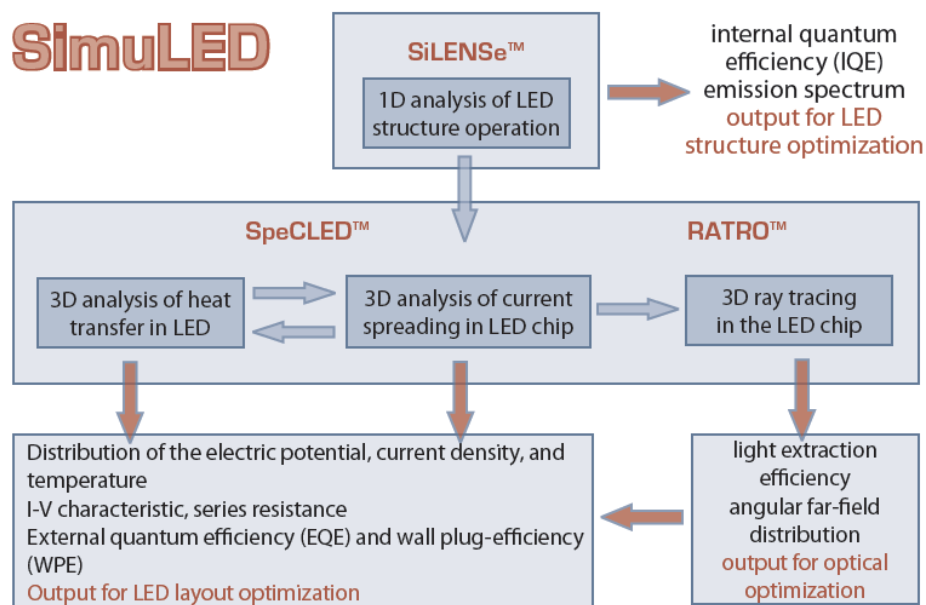 SimuLED
SiLENSe™
1D analysis of LED
structure operation
internal quantum
efficiency (IQE)
emission spectrum
output for LED
structure optimization
SpeCLED™
RATRO™
3D analysis of heat
transfer in LED
3D analysis of current
spreading in LED chip
3D ray tracing
in the LED chip
Distribution of the electric potential, current density, and
temperature
I-V characteristic, series resistance
External quantum efficiency (EQE) and wall plug-efficiency
(WPE)
Output for LED layout optimization
light extraction
efficiency
angular far-field
distribution
output for optical
optimization